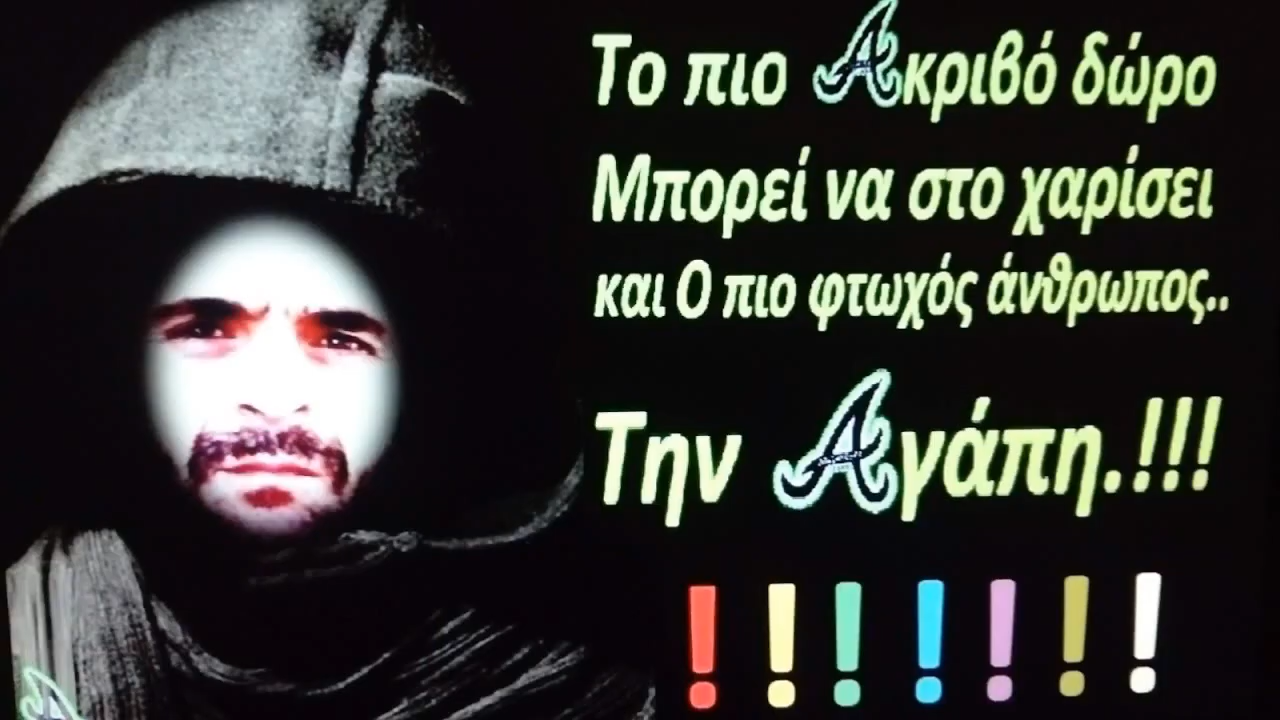 Το πιο Ακριβό δώρο
Μπορεί να στο χαρίσει
και Ο πιο φτωχός άνθρωπος..
Την Αγάπη.!!!
! ! ! ! ! ! !
Α